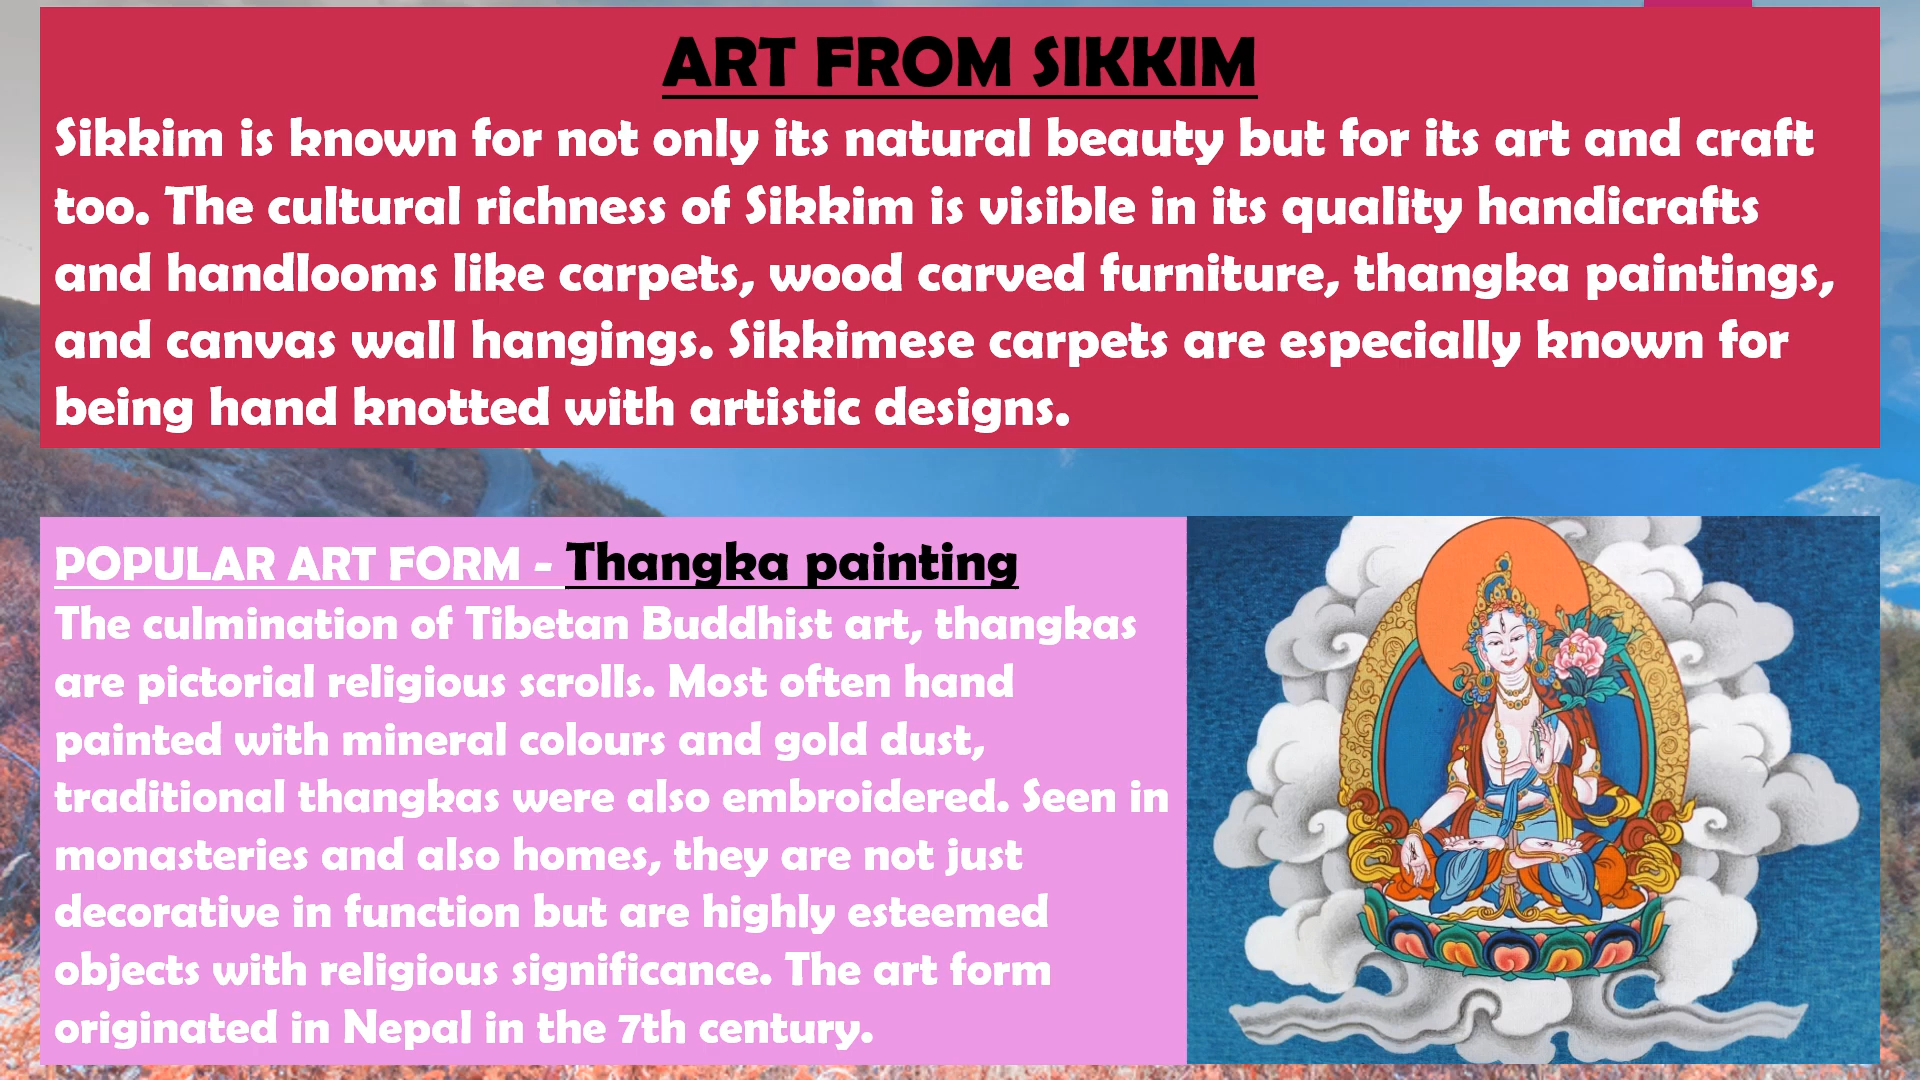 ART FROM SIKKIM
Sikkim is known for not only its natural beauty but for its art and craft
too. The cultural richness of Sikkim is visible in its quality handicrafts
and handlooms like carpets, wood carved furniture, thangka paintings,
and canvas wall hangings. Sikkimese carpets are especially known for
being hand knotted with artistic designs.
POPULAR ART FORM - Thangka painting
The culmination of Tibetan Buddhist art, thangkas
are pictorial religious scrolls. Most often hand
painted with mineral colours and gold dust,
traditional thangkas were also embroidered. Seen in
monasteries and also homes, they are not just
decorative in function but are highly esteemed
objects with religious significance. The art form
originated in Nepal in the 7th century.